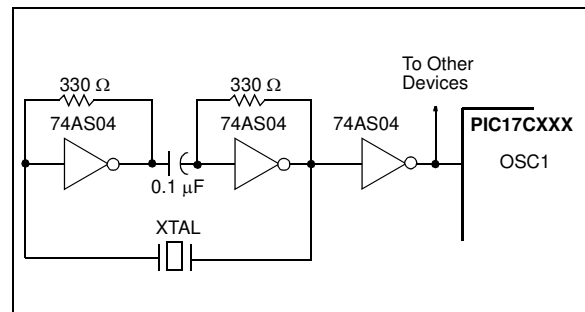 To Other
Devices
330 Ω
330 Ω
74AS04
74AS04
74AS04
PIC17CXXX
OSC1
0.1 µF
XTAL